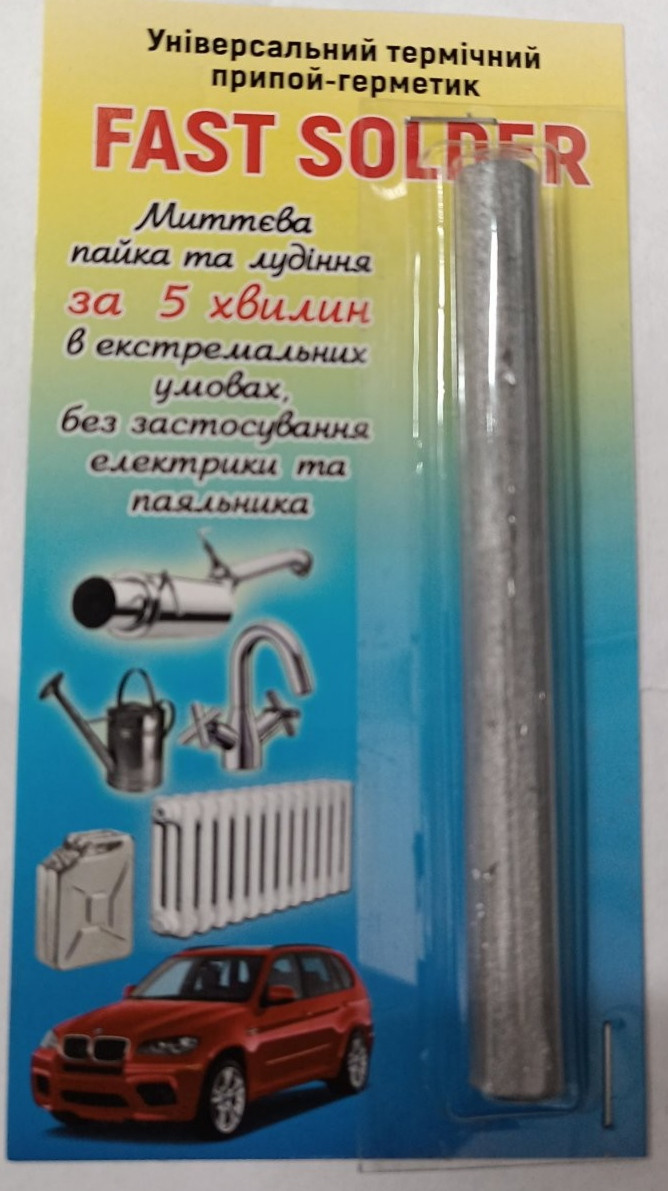 Універсальний термічний
припой-герметик
FAST SOLDER
Миттєва
пайка та лудіння
за 5 хвилин
в екстремальних
умовах,
без застосування
електрики та
паяльника